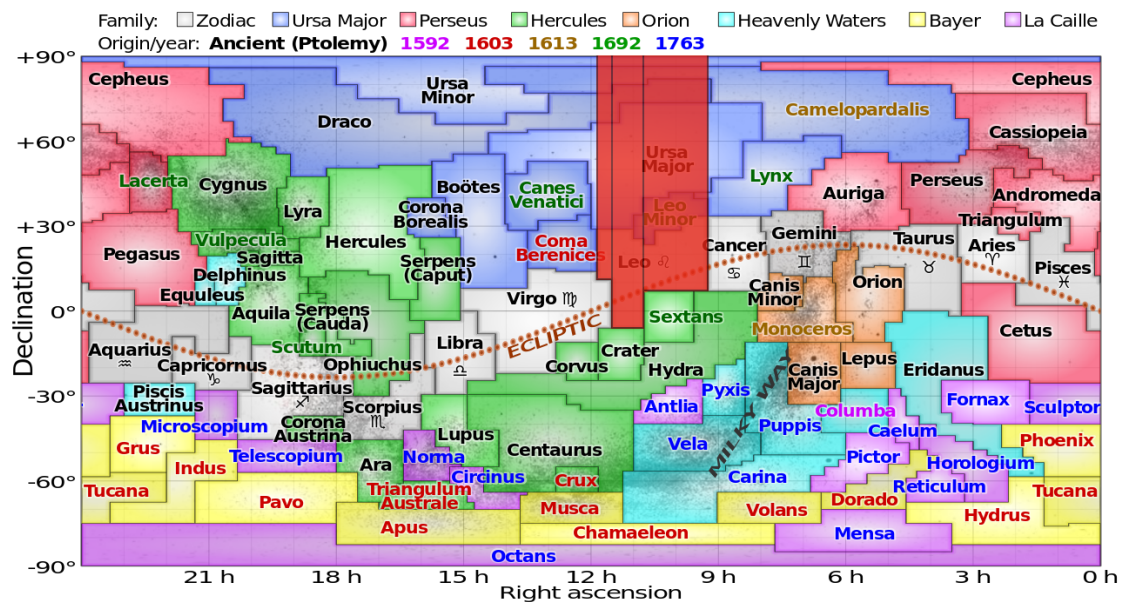 Family: Zodiac Ursa Major Perseus Hercules Orion Heavenly Waters Bayer La Caille
Origin/year: Ancient (Ptolemy) 1592 1603 1613 1692 1763
+90°
Cepheus
Ursa
Minor
Camelopardalis
Cepheus
Draco
Cassiopeia
+60°
Lacerta
Cygnus
Boötes
Canes
Venatici
Ursa
Major
Lynx
Auriga
Perseus
Andromeda
Lyra
Corona
Borealis
Leo
Minor
Triangulum
+30°
Pegasus
Vulpecula
Sagitta
Hercules
Serpens
(Caput)
Coma
Berenices
Leo ♌
Cancer
♋
Gemini
♊
Taurus
♉
Aries
♈
Pisces
♓
Delphinus
Equuleus
Virgo ♍
Canis
Minor
Orion
0°
Aquila
Serpens
(Cauda)
Scutum
Libra
♎
ECLIPTIC
Sextans
Monoceros
Cetus
Aquarius
♒
Capricornus
♑
Ophiuchus
Corvus
Crater
Hydra
Canis
Major
Lepus
Eridanus
-30°
Piscis
Austrinus
Sagittarius
♐
Scorpius
♏
Antlia
Pyxis
MILKY WAY
Columba
Fornax
Sculptor
Microscopium
Corona
Austrina
Lupus
Centaurus
Vela
Puppis
Caelum
Phoenix
Grus
Indus
Telescopium
Ara
Norma
Circinus
Crux
Carina
Pictor
Horologium
Reticulum
-60°
Tucana
Pavo
Triangulum
Australe
Apus
Musca
Volans
Dorado
Hydrus
Tucana
Chamaeleon
Mensa
Octans
-90°
Declination
21 h 18 h 15 h 12 h 9 h 6 h 3 h 0 h
Right ascension